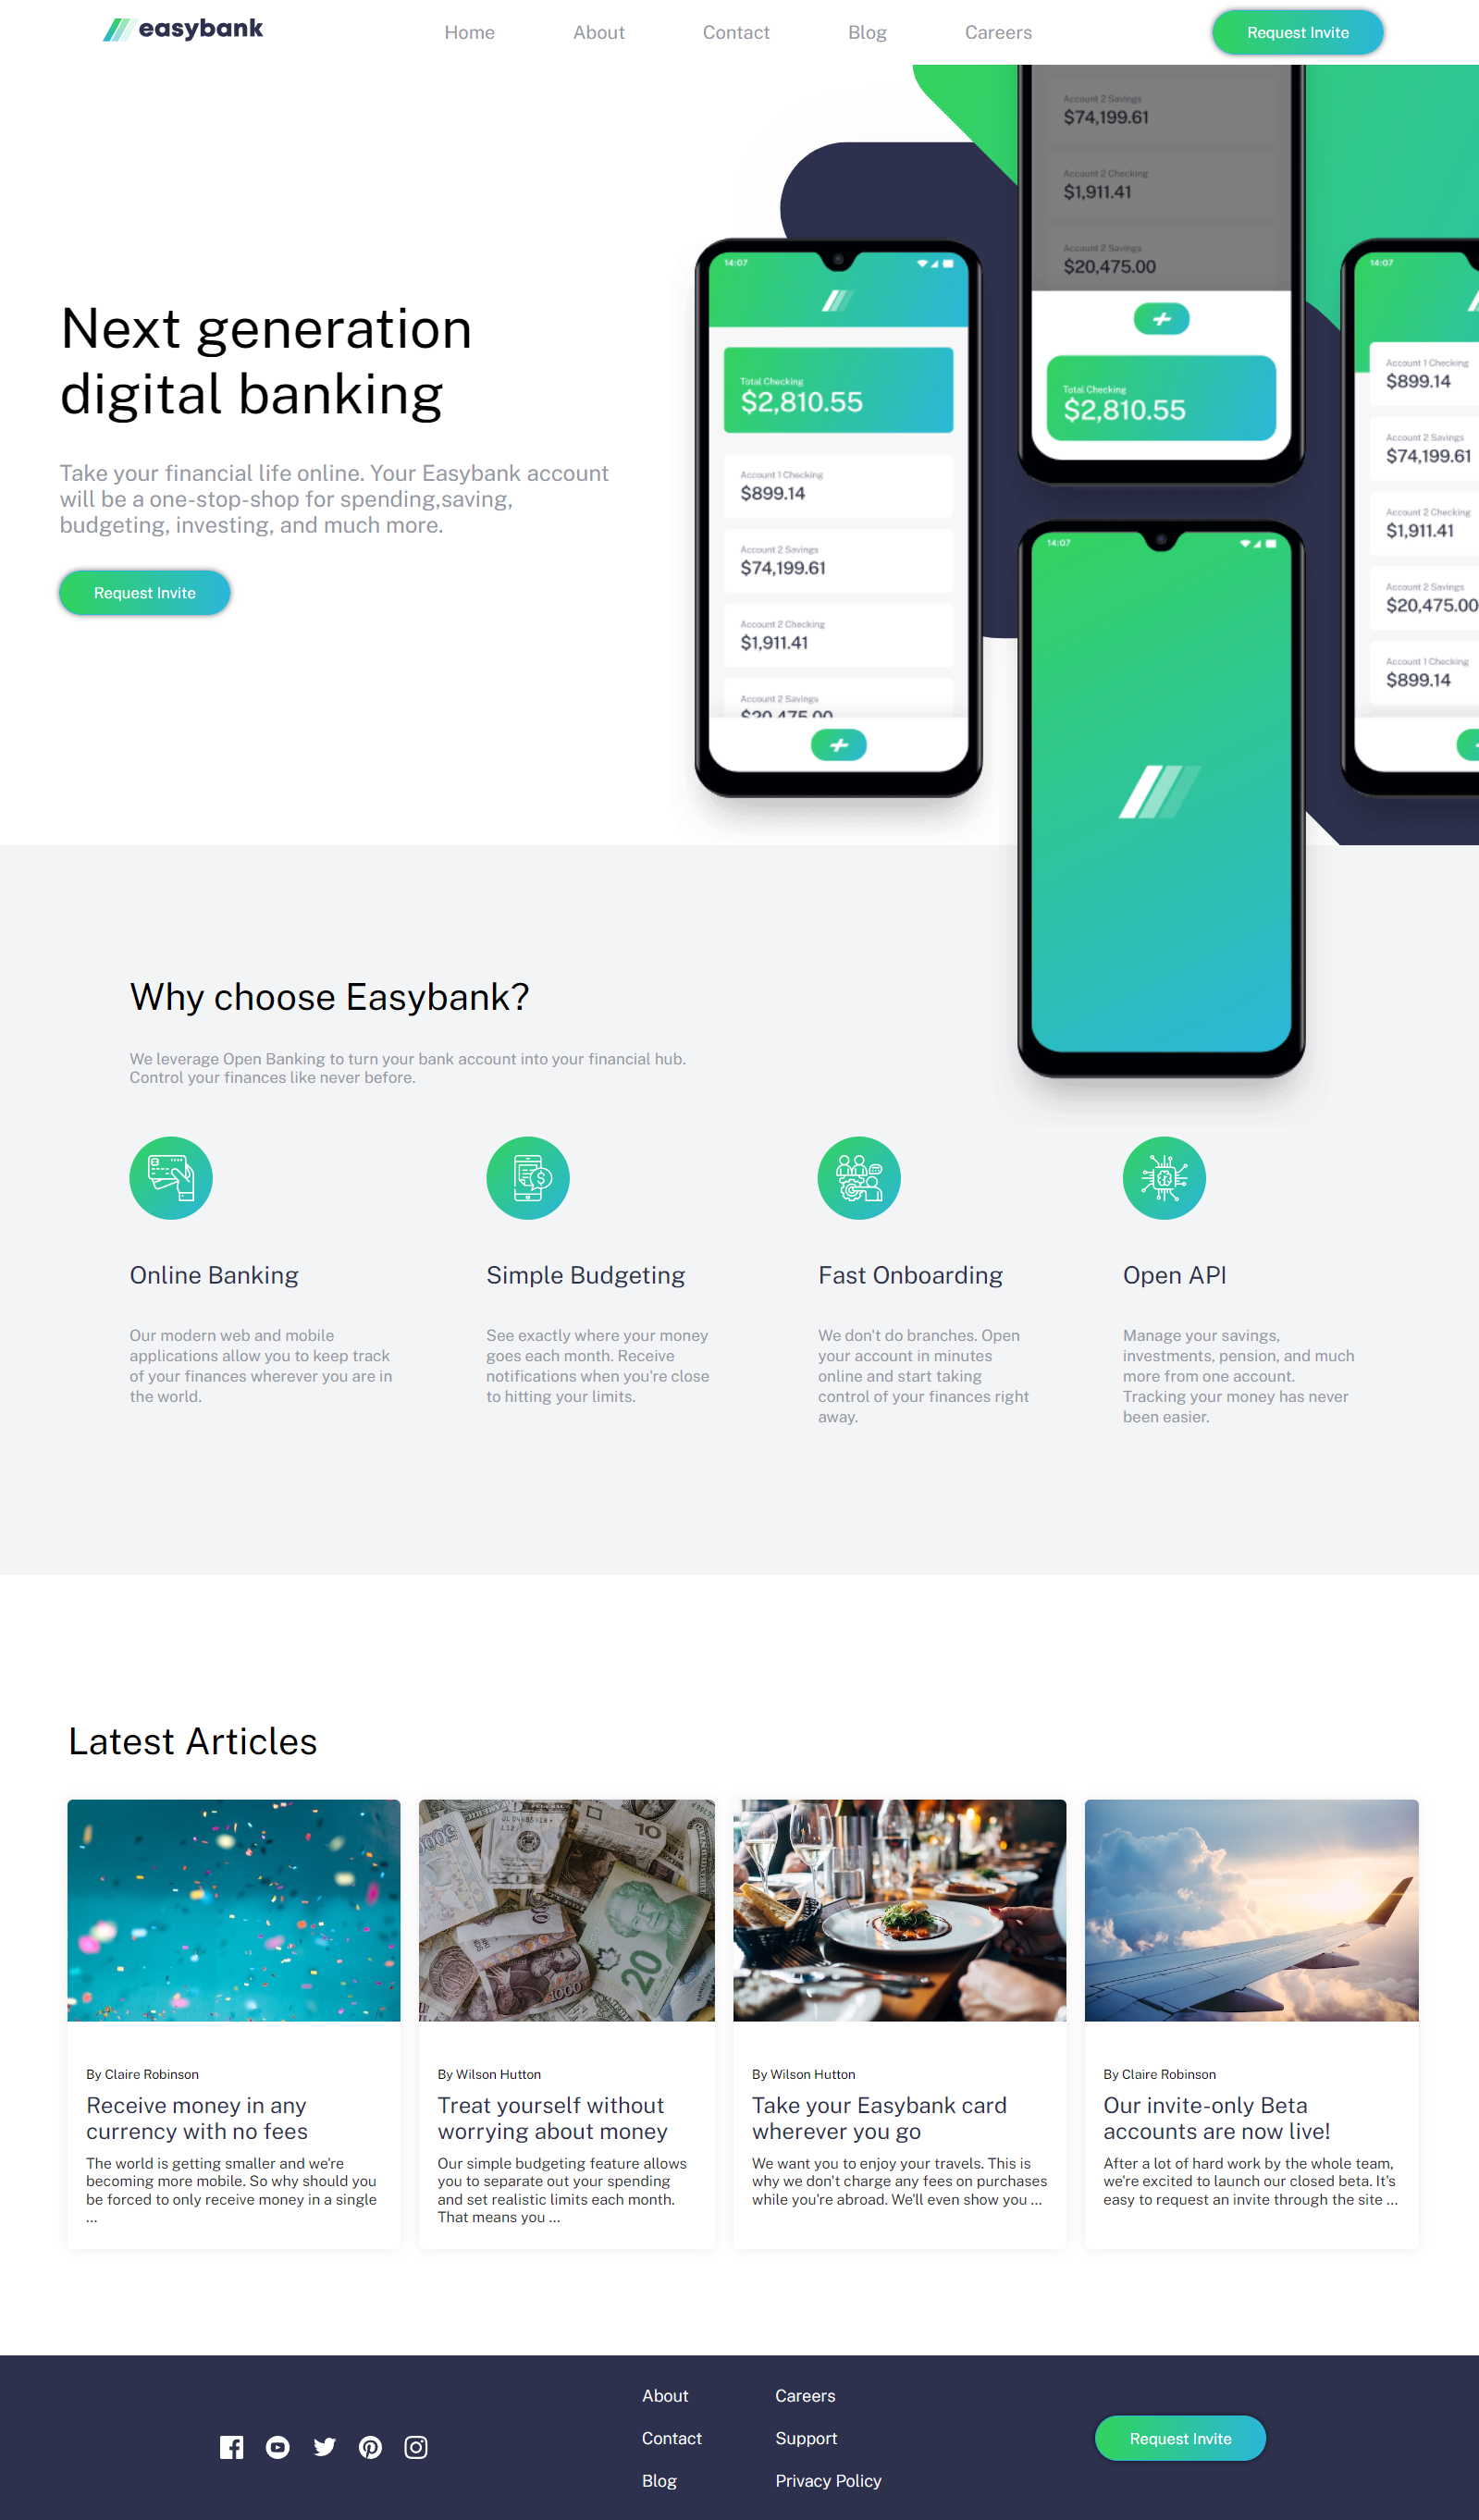 easybank
Home
About
Contact
Blog
Careers
Request Invite
Next generation
digital banking
Take your financial life online. Your Easybank account
will be a one-stop-shop for spending,saving,
budgeting, investing, and much more.
Request Invite
14:07
Total Checking
$2,810.55
Account 1 Checking
$899.14
Account 2 Savings
$74,199.61
Account 2 Checking
$1,911.41
Account 2 Savings
$20,475.00
Account 2 Savings
$74,199.61
Account 2 Checking
$1,911.41
Account 2 Savings
$20,475.00
Total Checking
$2,810.55
14:07
14:07
Account 1 Checking
$899.14
Account 2 Savings
$74,199.61
Account 2 Checking
$1,911.41
Account 2 Savings
$20,475.00
Account 1 Checking
$899.14
Why choose Easybank?
We leverage Open Banking to turn your bank account into your financial hub.
Control your finances like never before.
Online Banking
Our modern web and mobile
applications allow you to keep track
of your finances wherever you are in
the world.
Simple Budgeting
See exactly where your money
goes each month. Receive
notifications when you're close
to hitting your limits.
Fast Onboarding
We don't do branches. Open
your account in minutes
online and start taking
control of your finances right
away.
Open API
Manage your savings,
investments, pension, and much
more from one account.
Tracking your money has never
been easier.
Latest Articles
10
20
1000
By Claire Robinson
Receive money in any
currency with no fees
The world is getting smaller and we're
becoming more mobile. So why should you
be forced to only receive money in a single
...
By Wilson Hutton
Treat yourself without
worrying about money
Our simple budgeting feature allows
you to separate out your spending
and set realistic limits each month.
That means you ...
By Wilson Hutton
Take your Easybank card
wherever you go
We want you to enjoy your travels. This is
why we don't charge any fees on purchases
while you're abroad. We'll even show you ...
By Claire Robinson
Our invite-only Beta
accounts are now live!
After a lot of hard work by the whole team,
we're excited to launch our closed beta. It's
easy to request an invite through the site ...
About
Contact
Blog
Careers
Support
Privacy Policy
Request Invite